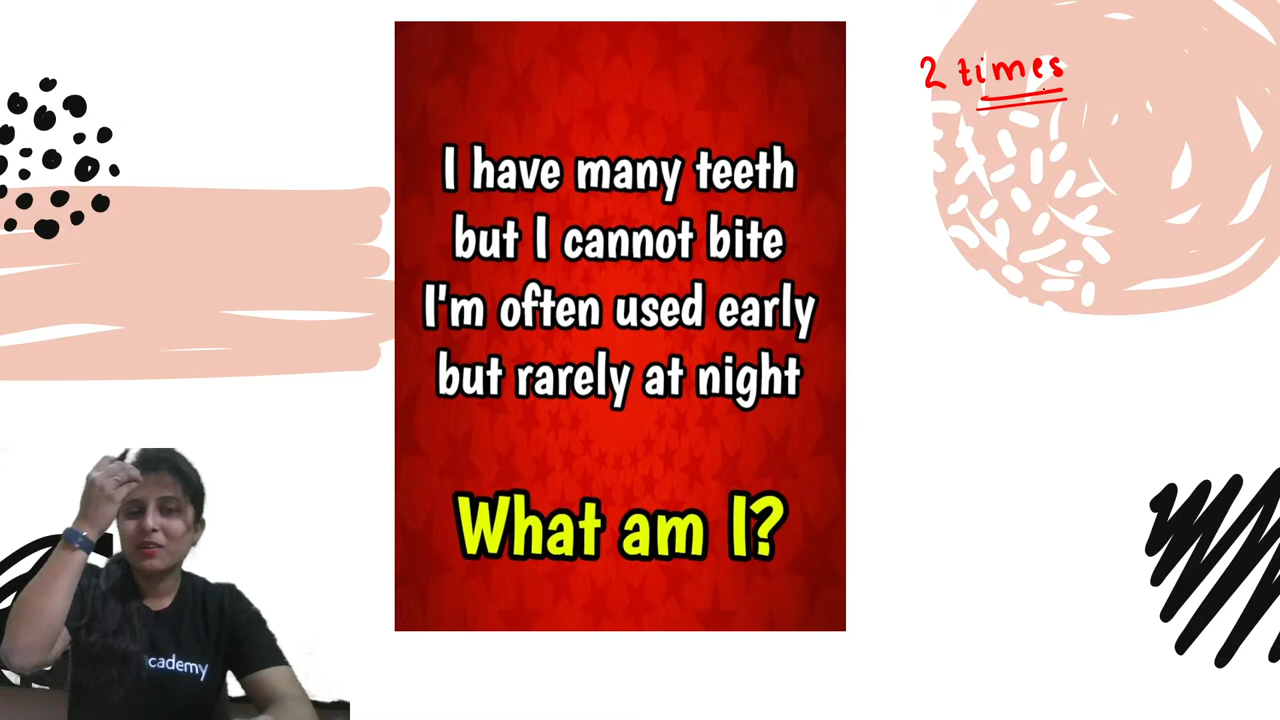 2 times
I have many teeth
but I cannot bite
I'm often used early
but rarely at night
What am I?
cademy